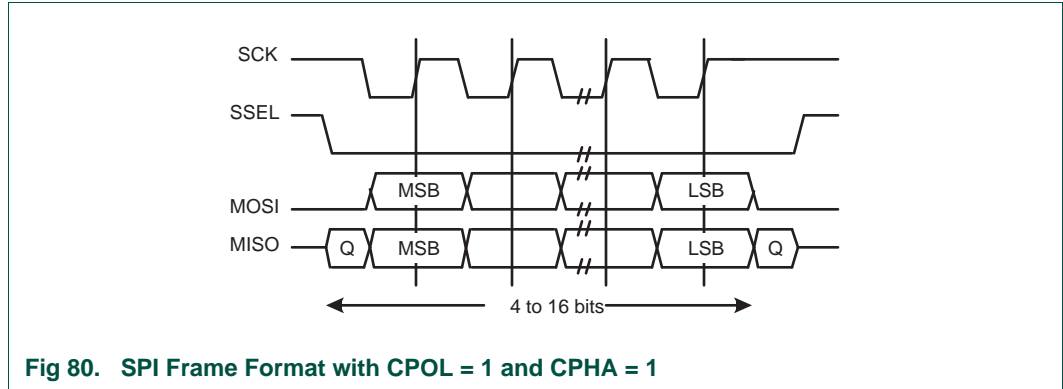 SCK
SSEL
MOSI MSB LSB
MISO Q MSB LSB Q
4 to 16 bits
Fig 80. SPI Frame Format with CPOL = 1 and CPHA = 1